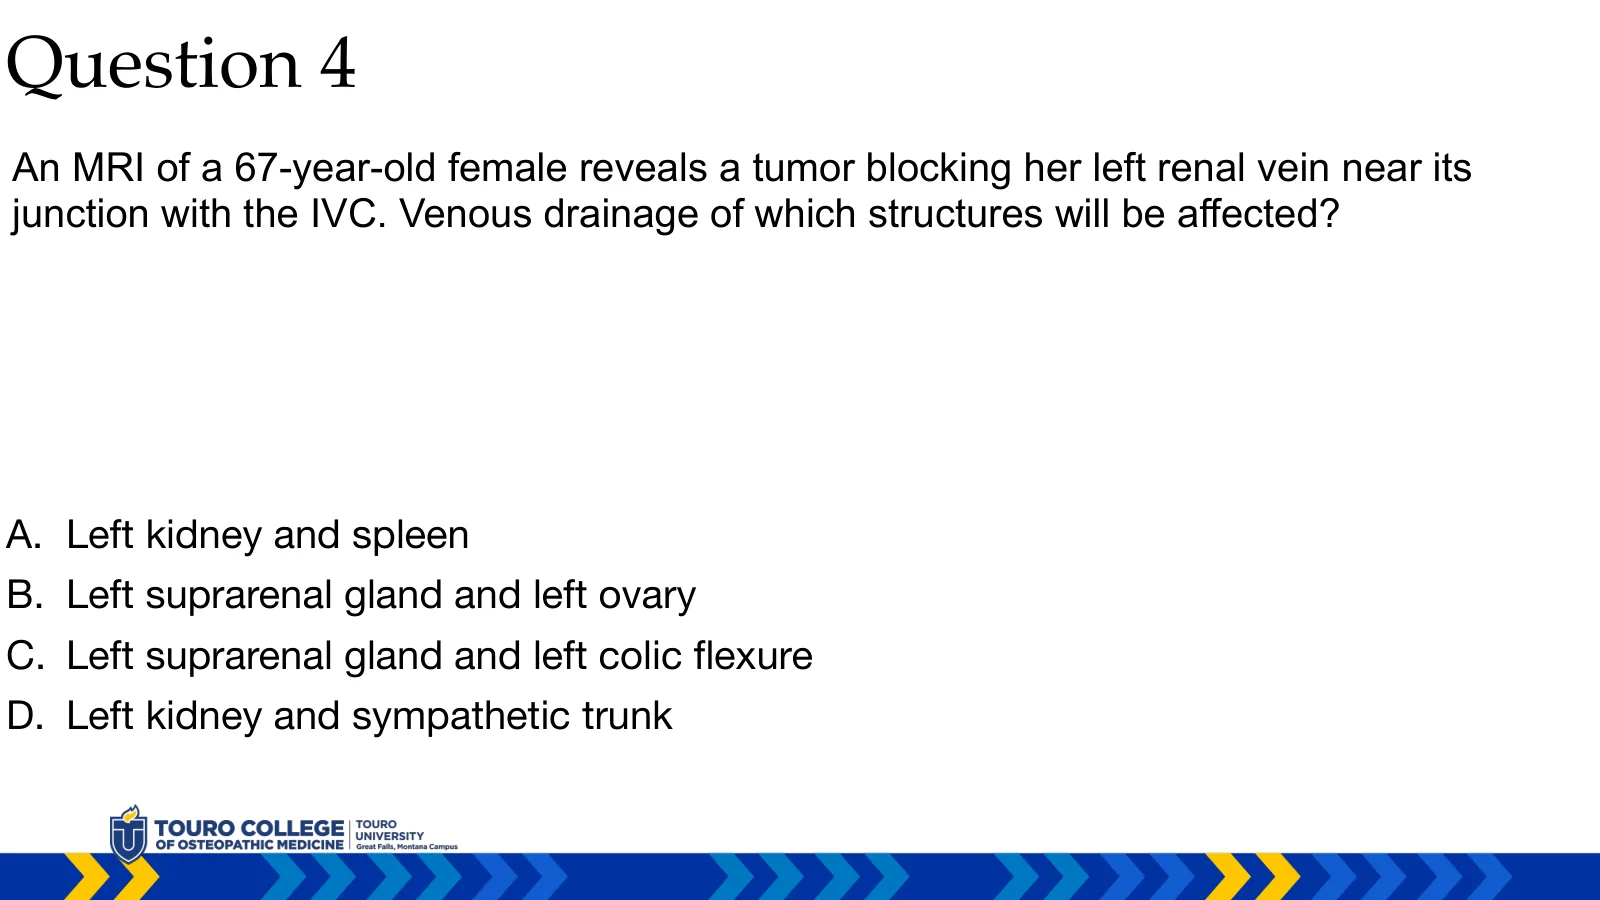 Question 4
An MRI of a 67-year-old female reveals a tumor blocking her left renal vein near its
junction with the IVC. Venous drainage of which structures will be affected?
A. Left kidney and spleen
B. Left suprarenal gland and left ovary
C. Left suprarenal gland and left colic flexure
D. Left kidney and sympathetic trunk
TOURO COLLEGE
OF OSTEOPATHIC MEDICINE
TOURO
UNIVERSITY
Great Falls, Montana Campus